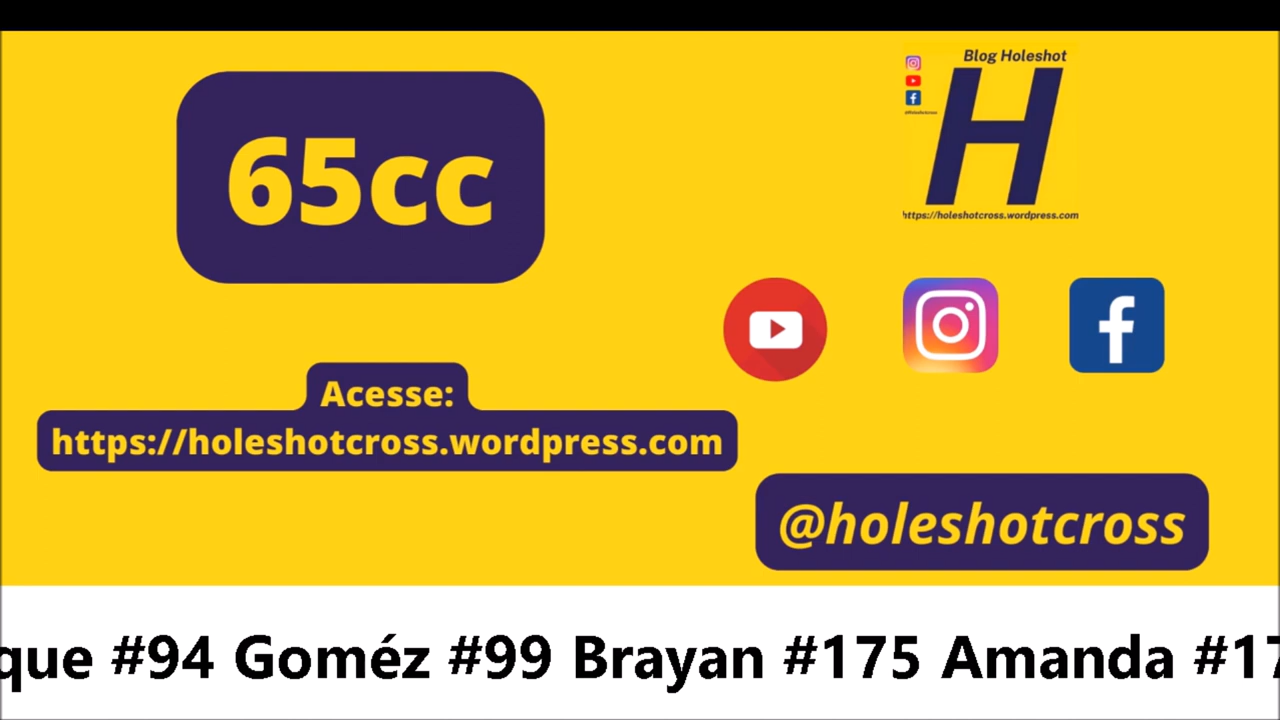 Blog Holeshot
H
https://holeshotcross.wordpress.com
65cc
Acesse:
https://holeshotcross.wordpress.com
@holeshotcross
que #94 Goméz #99 Brayan #175 Amanda #17